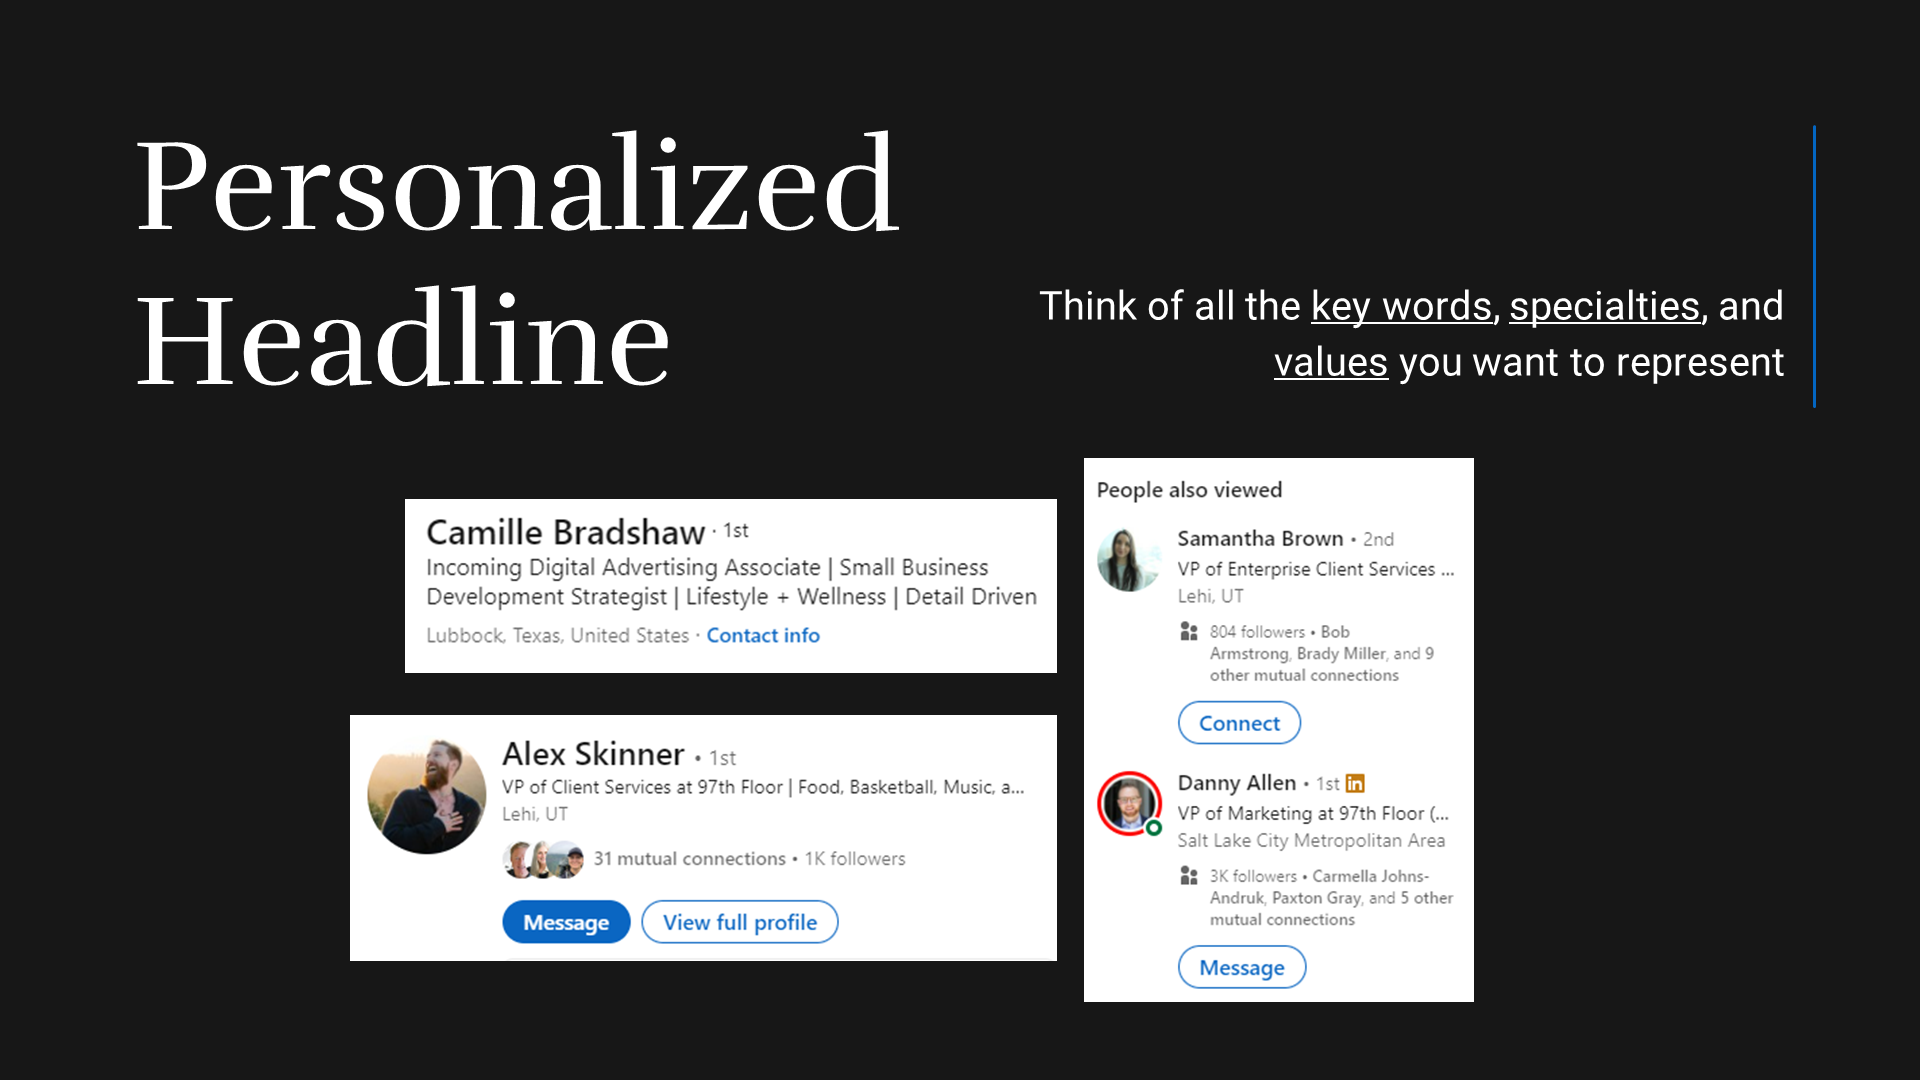 Personalized
Headline
Think of all the key words, specialties, and
values you want to represent
Camille Bradshaw · 1st
Incoming Digital Advertising Associate | Small Business
Development Strategist | Lifestyle + Wellness | Detail Driven
Lubbock, Texas, United States · Contact info
Alex Skinner • 1st
VP of Client Services at 97th Floor | Food, Basketball, Music, a...
Lehi, UT
31 mutual connections • 1K followers
Message
View full profile
People also viewed
Samantha Brown • 2nd
VP of Enterprise Client Services ...
Lehi, UT
804 followers • Bob
Armstrong, Brady Miller, and 9
other mutual connections
Connect
Danny Allen • 1st in
VP of Marketing at 97th Floor (...
Salt Lake City Metropolitan Area
3K followers • Carmella Johns-
Andruk, Paxton Gray, and 5 other
mutual connections
Message